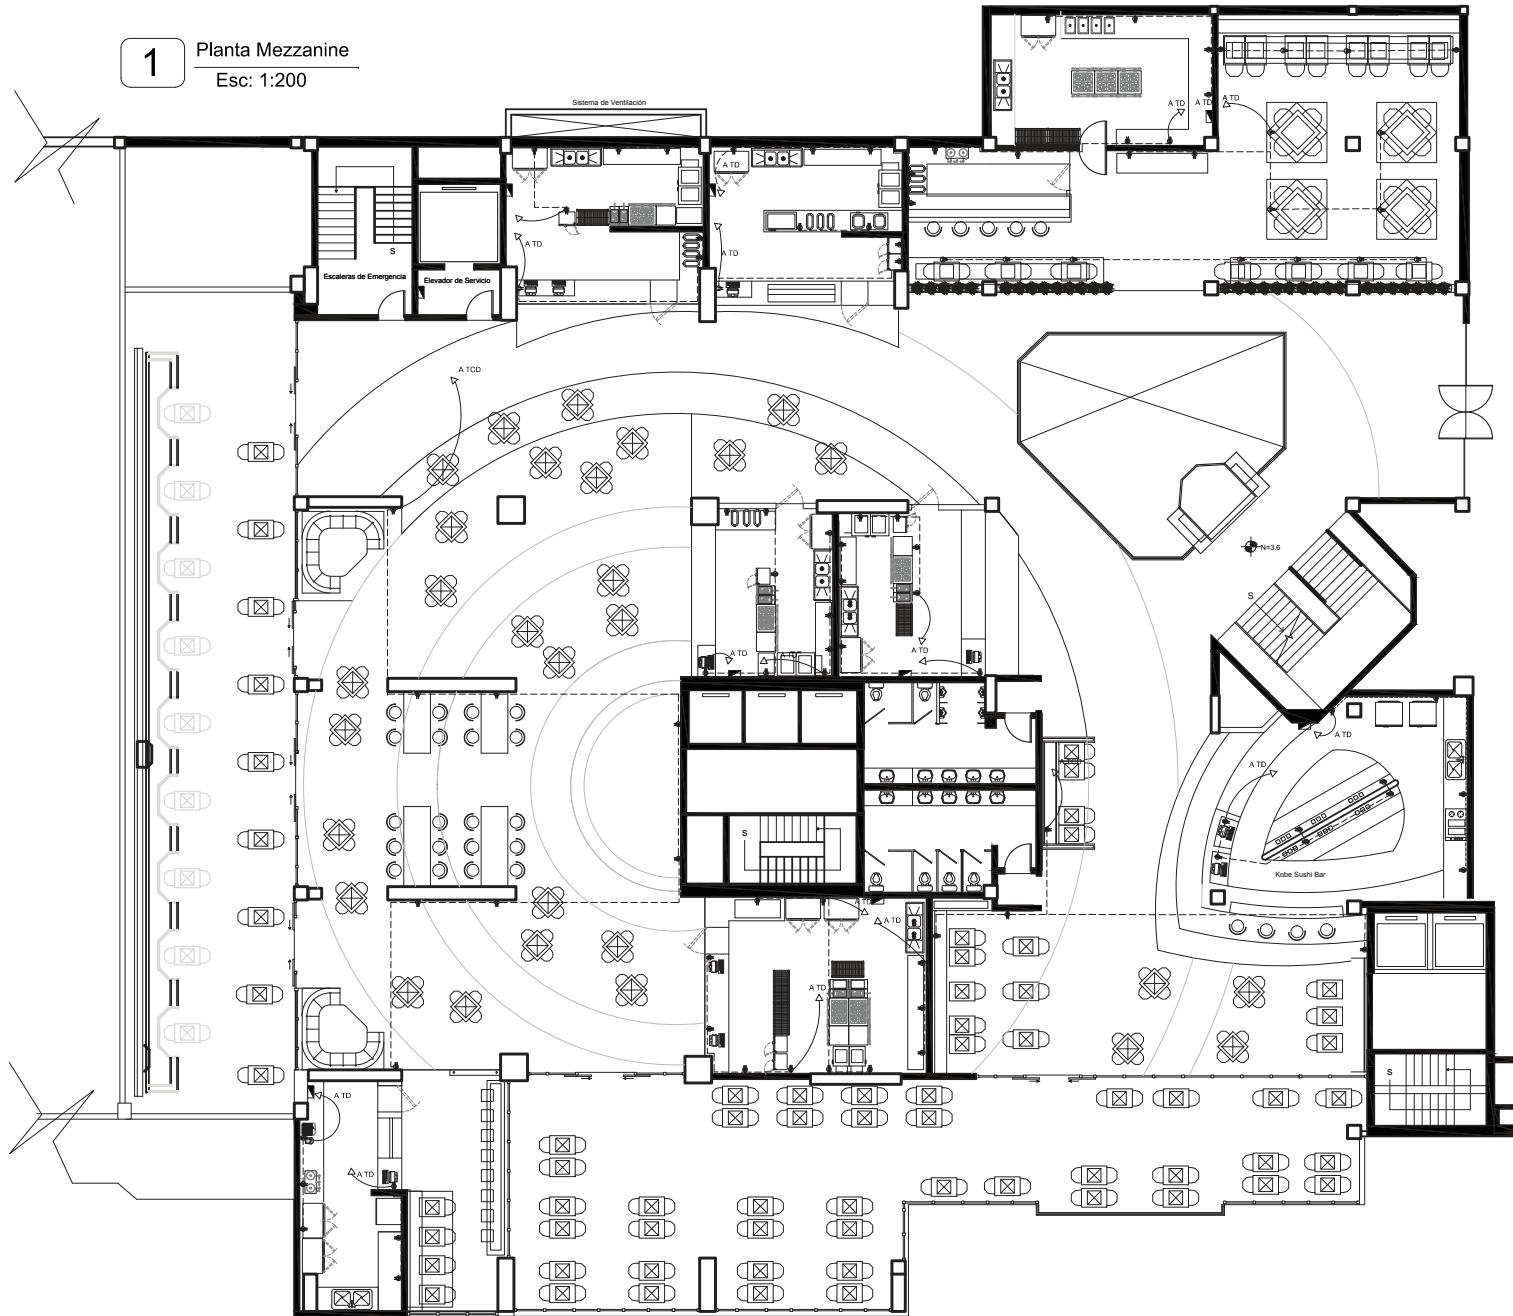 1
Planta Mezzanine
Esc: 1:200
Sistema de Ventilación
A TD
A TD
A TD
A TD
A TD
A TD
S
Escaleras de Emergencia
Elevador de Servicio
A TCD
N=3.6
S
A TD
A TD
A TD
A TD
A TD
S
Kobe Sushi Bar
A TD
A TD
A TD
S
A TD
A TD